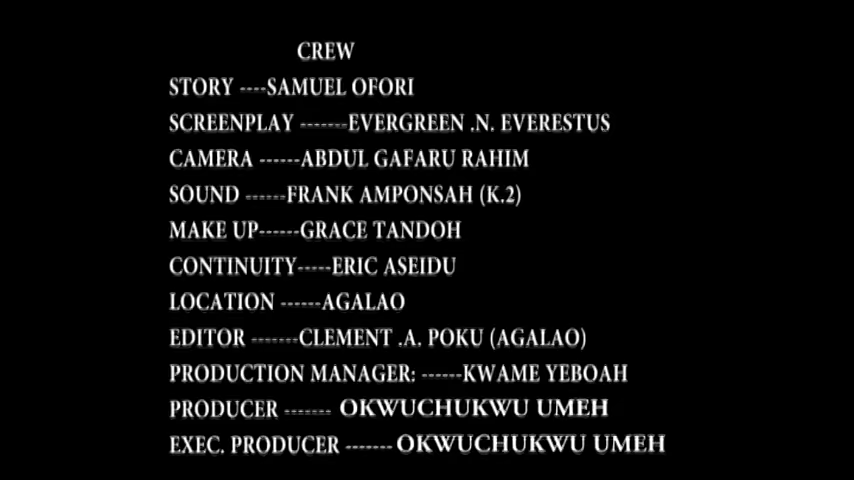 CREW
STORY ----SAMUEL OFORI
SCREENPLAY -------EVERGREEN .N. EVERESTUS
CAMERA ------ABDUL GAFARU RAHIM
SOUND ------FRANK AMPONSAH (K.2)
MAKE UP------GRACE TANDOH
CONTINUITY-----ERIC ASEIDU
LOCATION ------AGALAO
EDITOR -------CLEMENT .A. POKU (AGALAO)
PRODUCTION MANAGER: ------KWAME YEBOAH
PRODUCER ------- OKWUCHUKWU UMEH
EXEC. PRODUCER -------OKWUCHUKWU UMEH